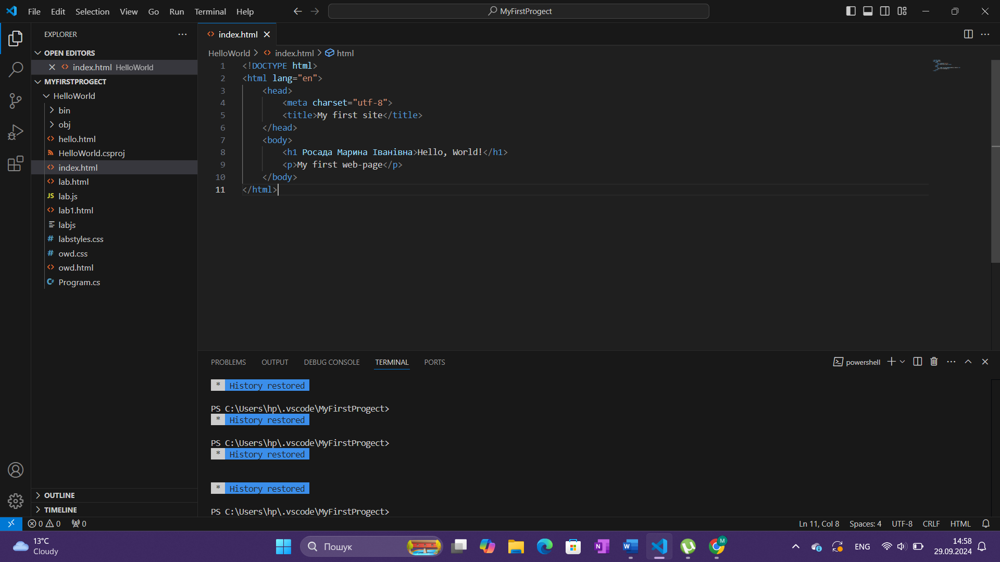 File Edit Selection View Go Run Terminal Help
MyFirstProgect
EXPLORER
OPEN EDITORS
index.html HelloWorld
MYFIRSTPROGECT
HelloWorld
bin
obj
hello.html
HelloWorld.csproj
index.html
lab.html
JS lab.js
lab1.html
labjs
# labstyles.css
# owd.css
owd.html
C# Program.cs
OUTLINE
TIMELINE
index.html
HelloWorld > index.html > html
1 <!DOCTYPE html>
2 <html lang="en">
3 <head>
4 <meta charset="utf-8">
5 <title>My first site</title>
6 </head>
7 <body>
8 <h1 Росада Марина Іванівна>Hello, World!</h1>
9 <p>My first web-page</p>
10 </body>
11 </html>
PROBLEMS OUTPUT DEBUG CONSOLE TERMINAL PORTS
powershell
* History restored
PS C:\Users\hp\.vscode\MyFirstProgect>
* History restored
PS C:\Users\hp\.vscode\MyFirstProgect>
* History restored
* History restored
PS C:\Users\hp\.vscode\MyFirstProgect>
0 0 0
Ln 11, Col 8 Spaces: 4 UTF-8 CRLF HTML
13°C
Cloudy
Пошук
N
W
M
ENG
14:58
29.09.2024